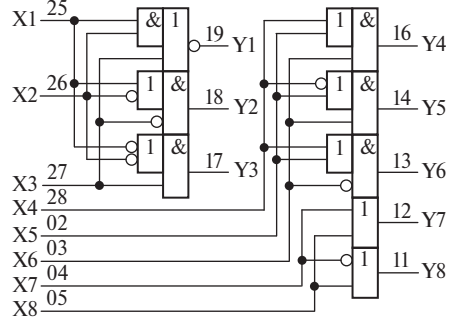 X1 25 & 1 19 Y1 1 & 16 Y4
X2 26 1 & 18 Y2 1 & 14 Y5
1 & 17 Y3 1 & 13 Y6
X3 27
X4 28 1 12 Y7
X5 02
X6 03 1 11 Y8
X7 04
X8 05